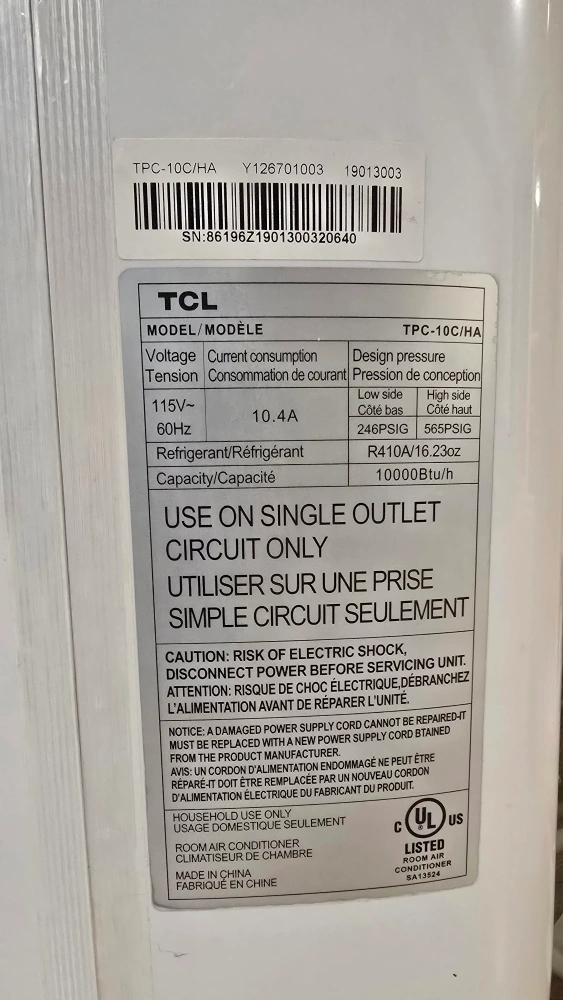 TPC-10C/HA Y126701003 19013003
SN:86196Z1901300320640
TCL
MODEL/MODÈLE TPC-10C/HA
Voltage Current consumption Design pressure
Tension Consommation de courant Pression de conception
115V~ 10.4A Low side High side
60Hz Côté bas Côté haut
246PSIG 565PSIG
Refrigerant/Réfrigérant R410A/16.23oz
Capacity/Capacité 10000Btu/h
USE ON SINGLE OUTLET
CIRCUIT ONLY
UTILISER SUR UNE PRISE
SIMPLE CIRCUIT SEULEMENT
CAUTION: RISK OF ELECTRIC SHOCK,
DISCONNECT POWER BEFORE SERVICING UNIT.
ATTENTION: RISQUE DE CHOC ÉLECTRIQUE,DÉBRANCHEZ
L'ALIMENTATION AVANT DE RÉPARER L'UNITÉ.
NOTICE: A DAMAGED POWER SUPPLY CORD CANNOT BE REPAIRED-IT
MUST BE REPLACED WITH A NEW POWER SUPPLY CORD BTAINED
FROM THE PRODUCT MANUFACTURER.
AVIS: UN CORDON D'ALIMENTATION ENDOMMAGÉ NE PEUT ÊTRE
RÉPARÉ-IT DOIT ÊTRE REMPLACÉE PAR UN NOUVEAU CORDON
D'ALIMENTATION ÉLECTRIQUE DU FABRICANT DU PRODUIT.
HOUSEHOLD USE ONLY
USAGE DOMESTIQUE SEULEMENT
ROOM AIR CONDITIONER
CLIMATISEUR DE CHAMBRE
MADE IN CHINA
FABRIQUÉ EN CHINE
C UL US
LISTED
ROOM AIR
CONDITIONER
SA13524